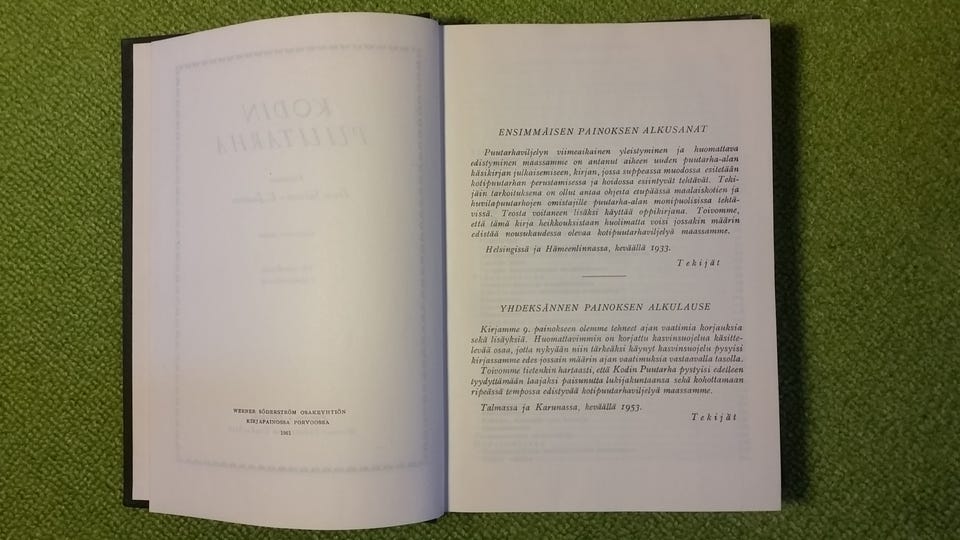 KODIN
PUUTARHA
WERNER SÖDERSTRÖM OSAKEYHTIÖN
KIRJAPAINOSSA PORVOOSSA
1961
ENSIMMÄISEN PAINOKSEN ALKUSANAT
Puutarhaviljelyn viimeaikainen yleistyminen ja huomattava
edistyminen maassamme on antanut aiheen uuden puutarha-alan
käsikirjan julkaisemiseen, kirjan, jossa suppeassa muodossa esitetään
kotipuutarhan perustamisessa ja hoidossa esiintyvät tehtävät. Teki-
jäin tarkoituksena on ollut antaa ohjeita etupäässä maalaiskotien ja
huvilapuutarhojen omistajille puutarha-alan monipuolisissa tehtä-
vissä. Teosta voitaneen lisäksi käyttää oppikirjana. Toivomme,
että tämä kirja heikkouksistaan huolimatta voisi jossakin määrin
edistää nousukaudessa olevaa kotipuutarhaviljelyä maassamme.
Helsingissä ja Hämeenlinnassa, keväällä 1933.
Tekijät
YHDEKSÄNNEN PAINOKSEN ALKULAUSE
Kirjamme 9. painokseen olemme tehneet ajan vaatimia korjauksia
sekä lisäyksiä. Huomattavimmin on korjattu kasvinsuojelua käsitte-
levää osaa, jotta nykyään niin tärkeäksi käynyt kasvinsuojelu pysyisi
kirjassamme edes jossain määrin ajan vaatimuksia vastaavalla tasolla.
Toivomme tietenkin hartaasti, että Kodin Puutarha pystyisi edelleen
tyydyttämään laajaksi paisunutta lukijakuntaansa sekä kohottamaan
ripeässä tempossa edistyvää kotipuutarhaviljelyä maassamme.
Talmassa ja Karunassa, keväällä 1953.
Tekijät